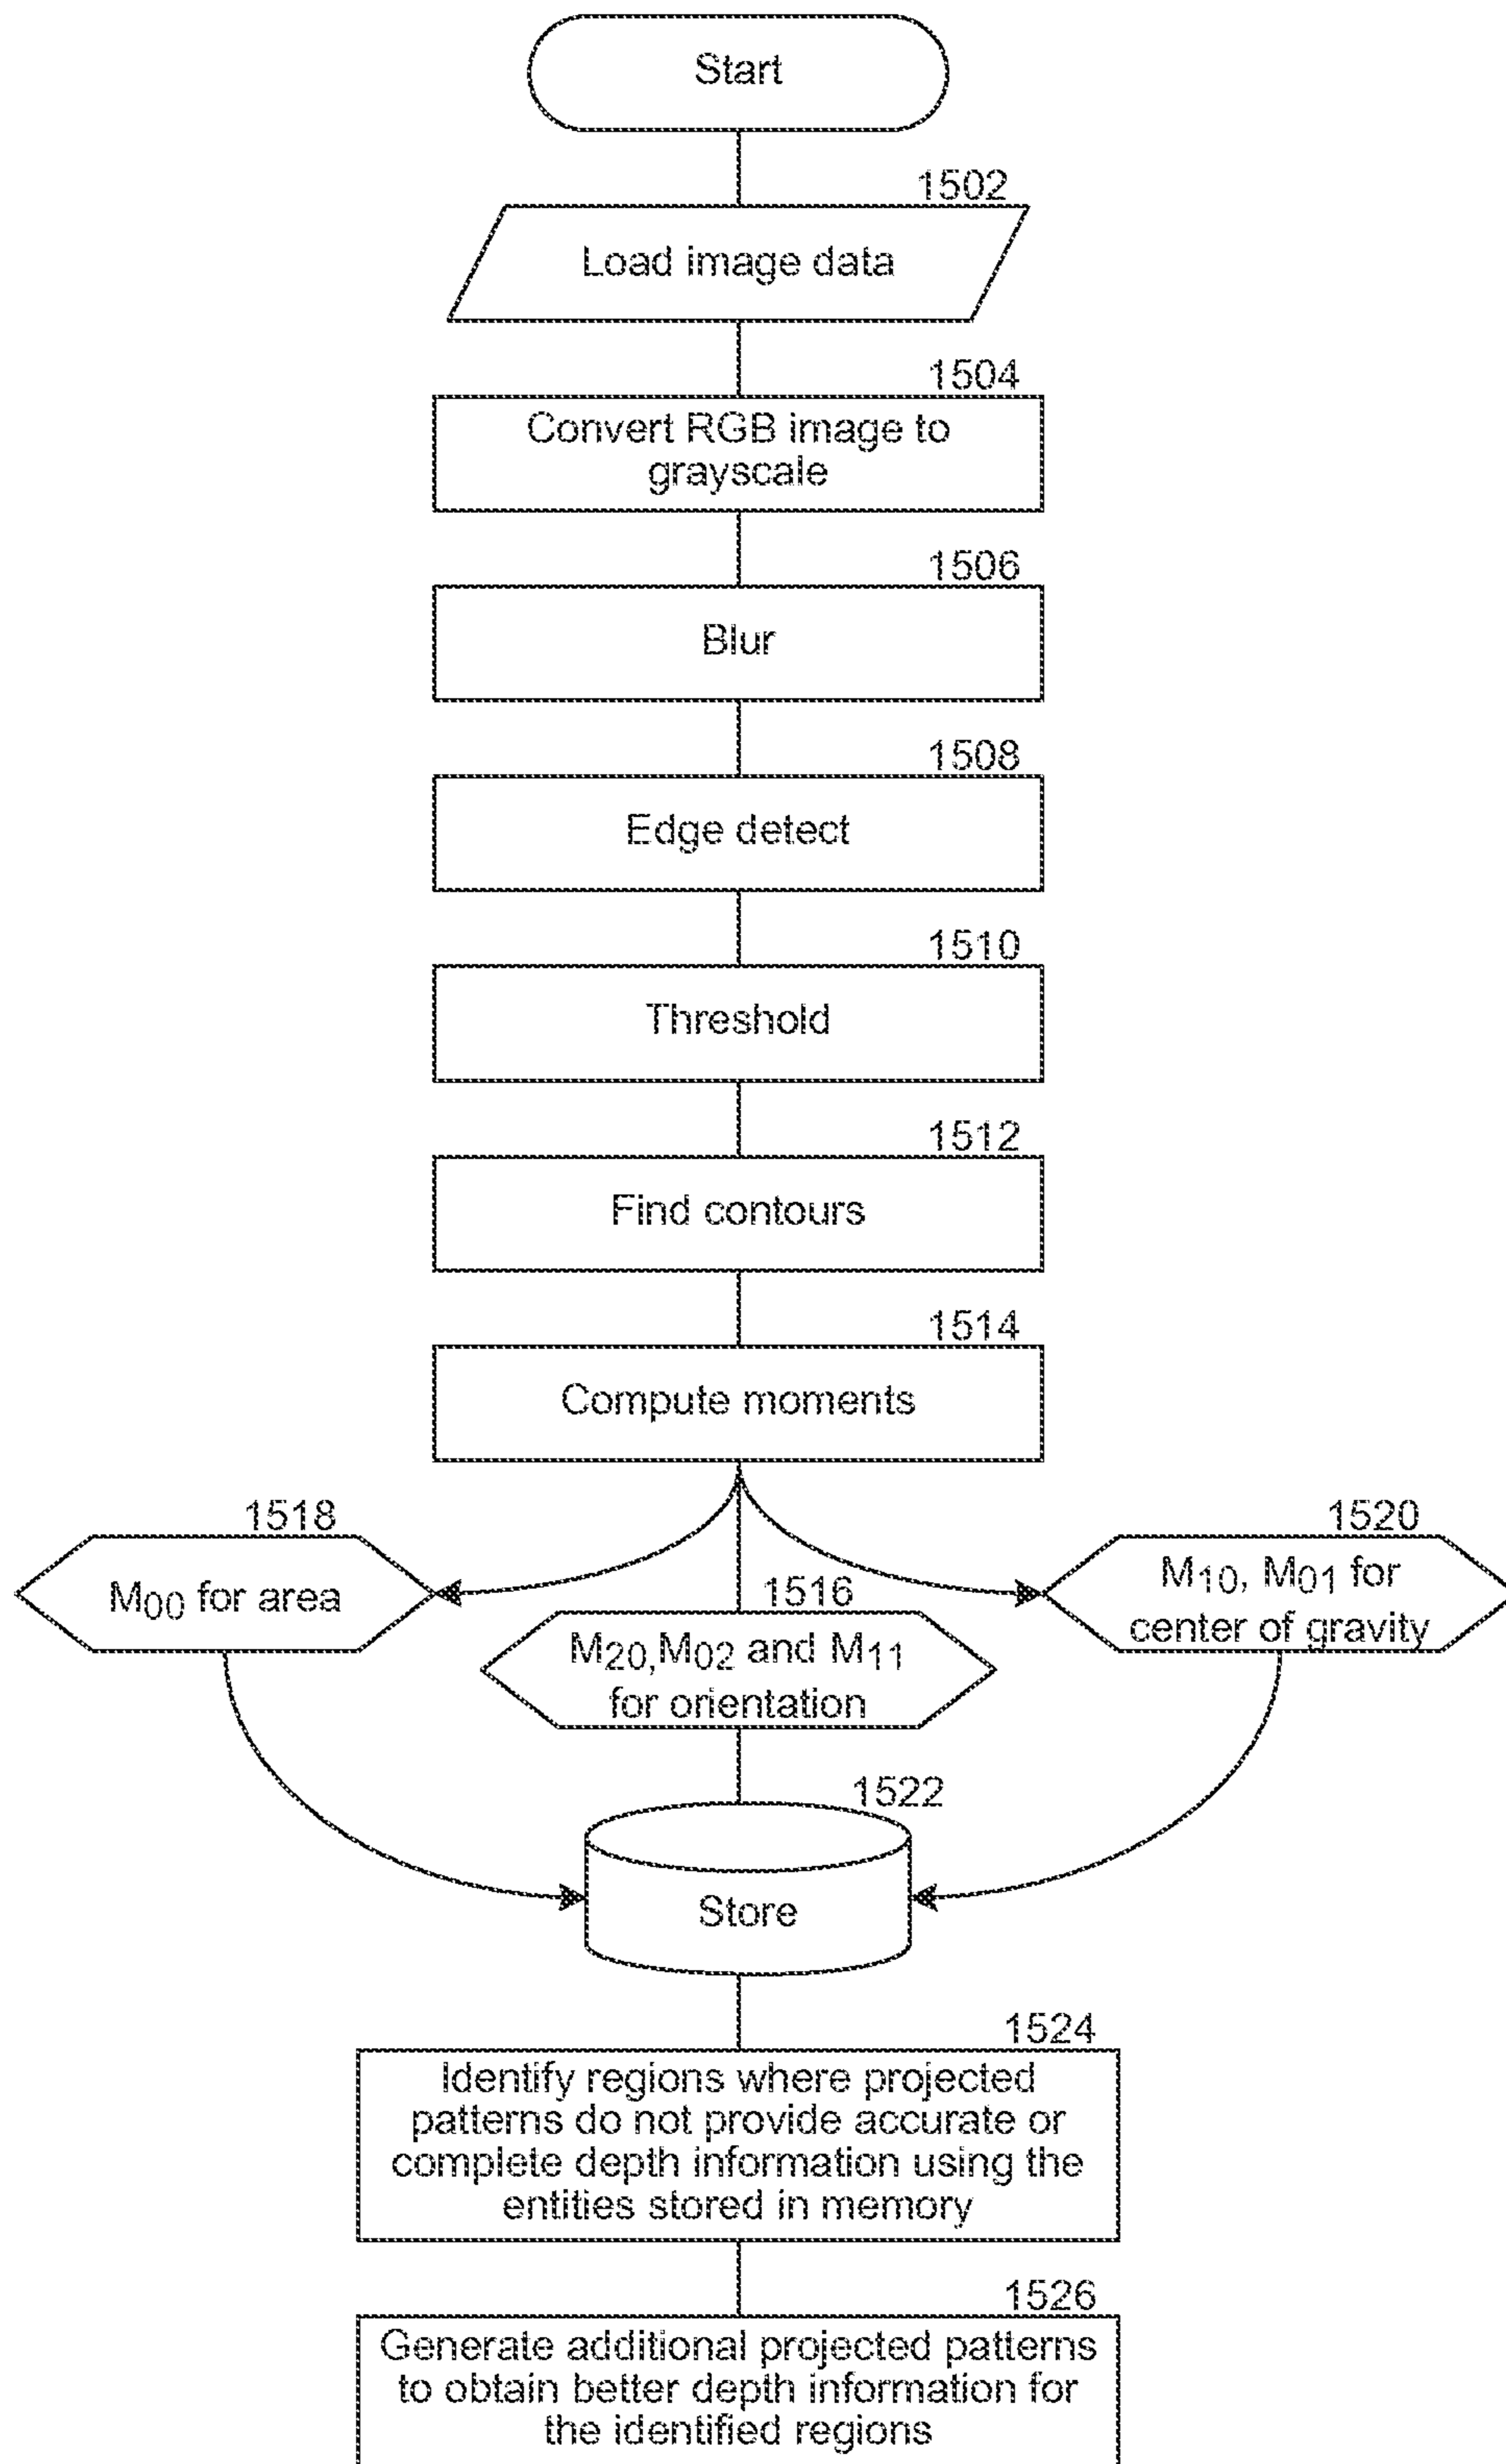 Start
1502
Load image data
1504
Convert RGB image to
grayscale
1506
Blur
1508
Edge detect
1510
Threshold
1512
Find contours
1514
Compute moments
1518
M00 for area
1516
M20,M02 and M11
for orientation
1520
M10, M01 for
center of gravity
1522
Store
1524
Identify regions where projected
patterns do not provide accurate or
complete depth information using the
entities stored in memory
1526
Generate additional projected patterns
to obtain better depth information for
the identified regions